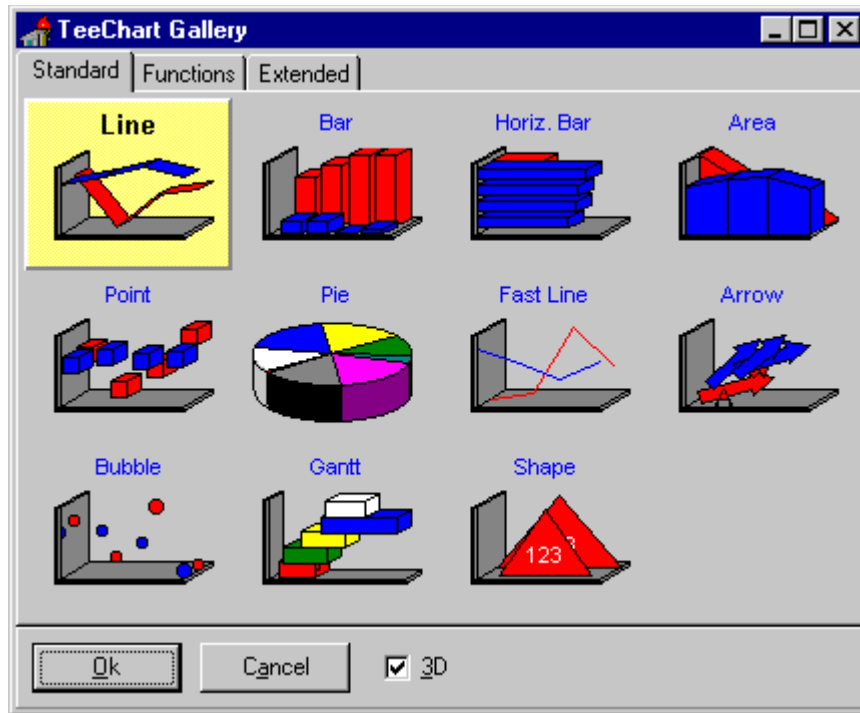 TeeChart Gallery
Standard Functions Extended
Line Bar Horiz. Bar Area
Point Pie Fast Line Arrow
Bubble Gantt Shape
123 3
Ok Cancel 3D